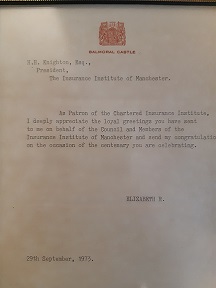 BALMORAL CASTLE
President,
The Insurance Institute of Manchester.
As Patron of the Chartered Insurance Institute,
I deeply appreciate the loyal greetings you have sent
to me on behalf of the Council and Members of the
Insurance Institute of Manchester and send my congratulations
on the occasion of the centenary you are celebrating.
ELIZABETH R.
29th September, 1973.